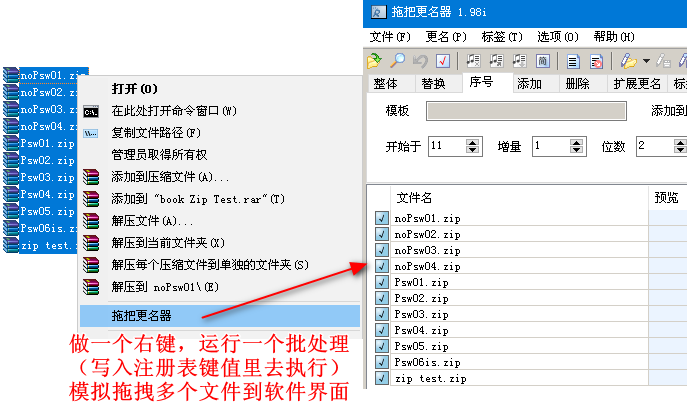 noPsw01.zip
noPsw02.
noPsw03.zi
noPsw04.
Psw01.zip
Psw02.zip
Psw03.zip
Psw04.zip
Psw05.zip
Psw06is.z
zip test.z
打开(O)
在此处打开命令窗口(W)
复制文件路径(F)
管理员取得所有权
添加到压缩文件(A)...
添加到 "book Zip Test.rar"(T)
解压文件(A)...
解压到当前文件夹(X)
解压每个压缩文件到单独的文件夹(S)
解压到 noPsw01\(E)
拖把更名器
做一个右键，运行一个批处理
（写入注册表键值里去执行）
模拟拖拽多个文件到软件界面
拖把更名器 1.98i
文件(F) 更名(P) 标签(T) 选项(O) 帮助(H)
简
整体 替换 序号 添加 删除 扩展更名 标
模板 添加到
开始于 11 增量 1 位数 2
文件名 预览
noPsw01.zip
noPsw02.zip
noPsw03.zip
noPsw04.zip
Psw01.zip
Psw02.zip
Psw03.zip
Psw04.zip
Psw05.zip
Psw06is.zip
zip test.zip